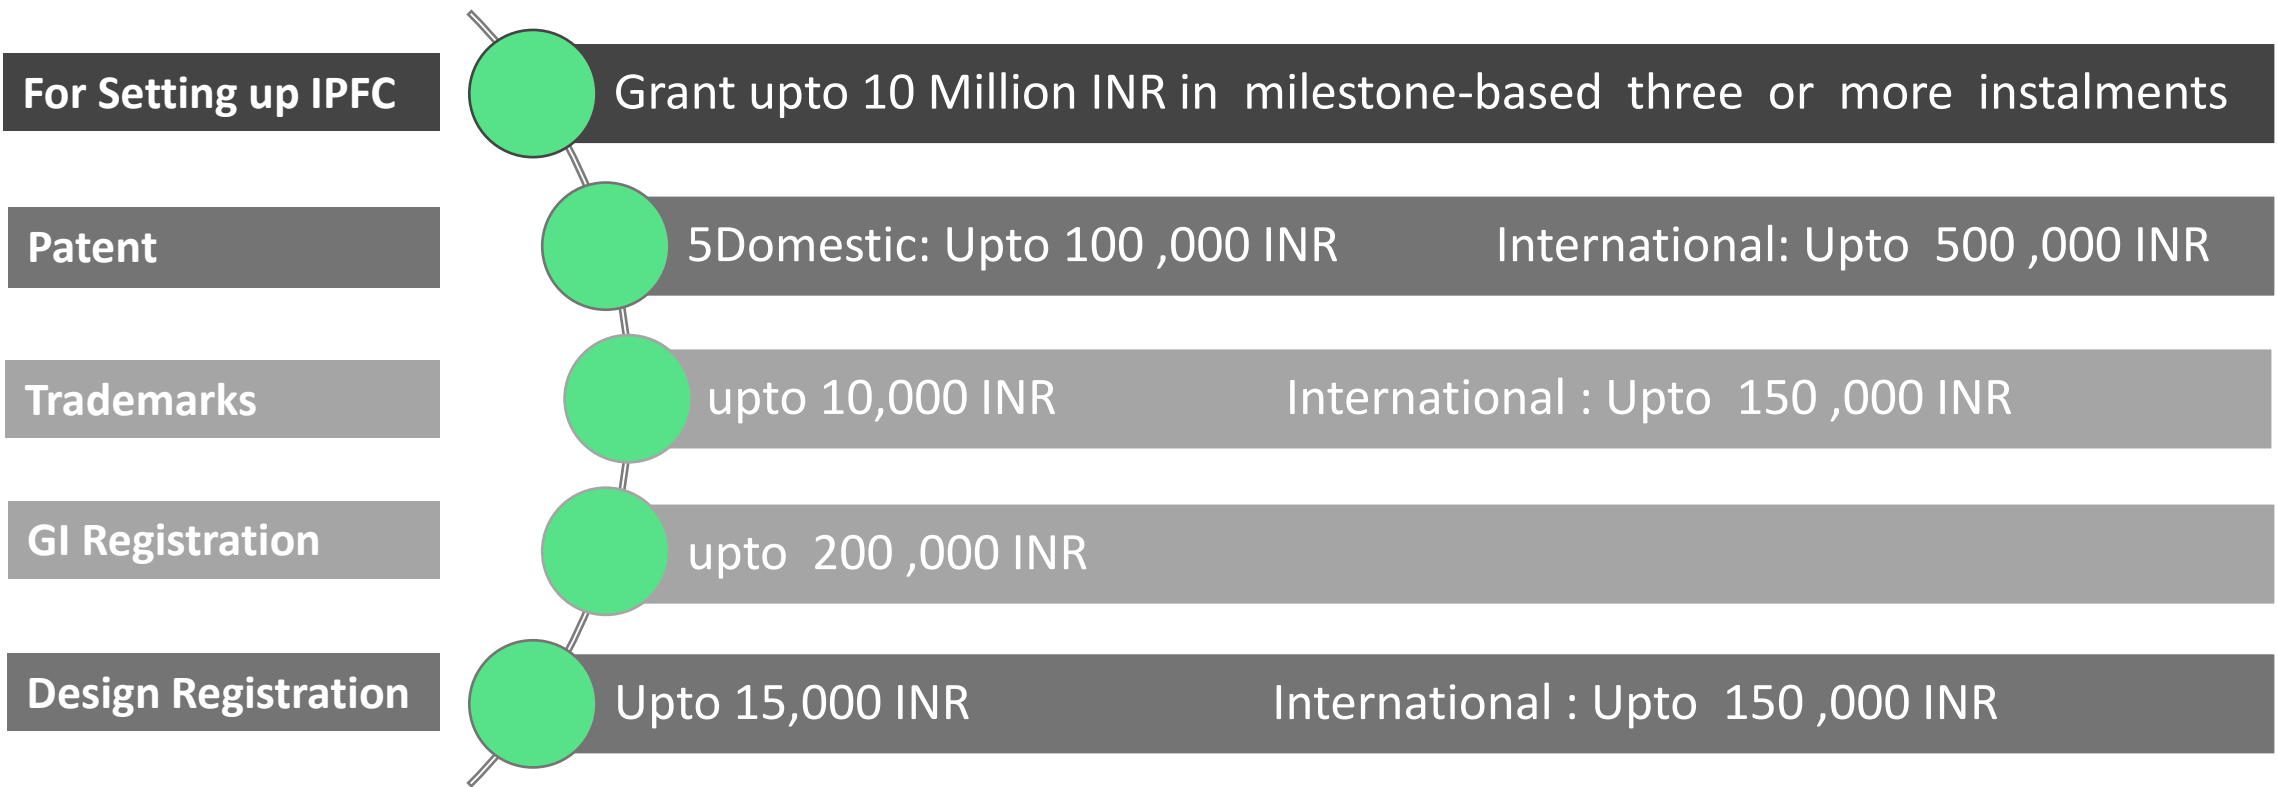 For Setting up IPFC
Grant upto 10 Million INR in milestone-based three or more instalments
Patent
5Domestic: Upto 100 ,000 INR International: Upto 500 ,000 INR
Trademarks
upto 10,000 INR International : Upto 150 ,000 INR
GI Registration
upto 200 ,000 INR
Design Registration
Upto 15,000 INR International : Upto 150 ,000 INR